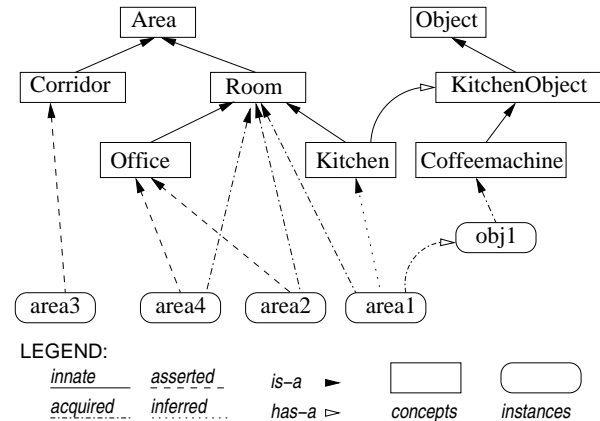 Area Object
Corridor Room KitchenObject
Office Kitchen Coffeemachine
obj1
area3 area4 area2 area1
LEGEND:
innate asserted is-a
acquired inferred has-a concepts instances